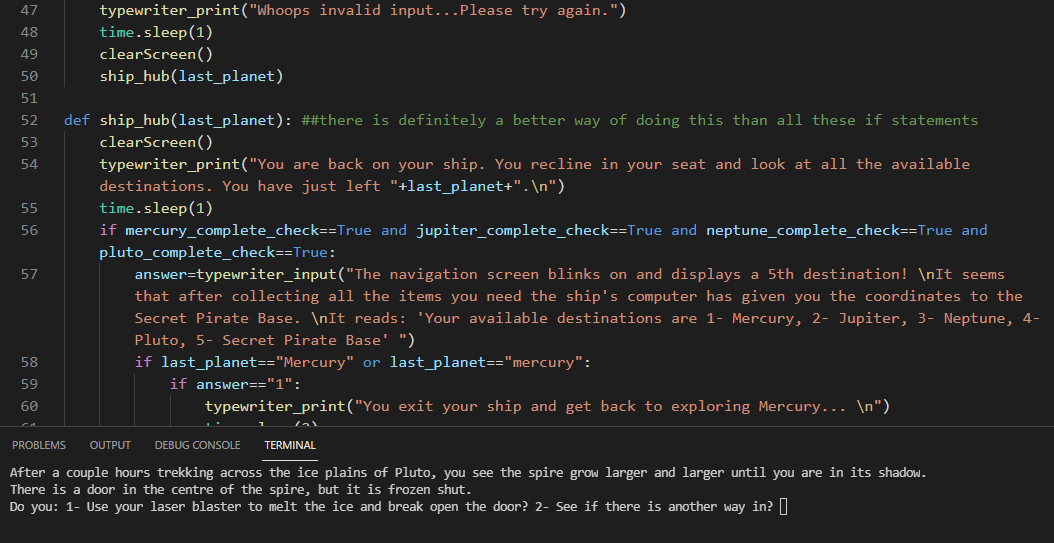 47 typewriter_print("Whoops invalid input...Please try again.")
48 time.sleep(1)
49 clearScreen()
50 ship_hub(last_planet)
51
52 def ship_hub(last_planet): ##there is definitely a better way of doing this than all these if statements
53 clearScreen()
54 typewriter_print("You are back on your ship. You recline in your seat and look at all the available
destinations. You have just left "+last_planet+".\n")
55 time.sleep(1)
56 if mercury_complete_check==True and jupiter_complete_check==True and neptune_complete_check==True and
pluto_complete_check==True:
57 answer=typewriter_input("The navigation screen blinks on and displays a 5th destination! \nIt seems
that after collecting all the items you need the ship's computer has given you the coordinates to the
Secret Pirate Base. \nIt reads: 'Your available destinations are 1- Mercury, 2- Jupiter, 3- Neptune, 4-
Pluto, 5- Secret Pirate Base' ")
58 if last_planet=="Mercury" or last_planet=="mercury":
59 if answer=="1":
60 typewriter_print("You exit your ship and get back to exploring Mercury... \n")
PROBLEMS OUTPUT DEBUG CONSOLE TERMINAL
After a couple hours trekking across the ice plains of Pluto, you see the spire grow larger and larger until you are in its shadow.
There is a door in the centre of the spire, but it is frozen shut.
Do you: 1- Use your laser blaster to melt the ice and break open the door? 2- See if there is another way in?